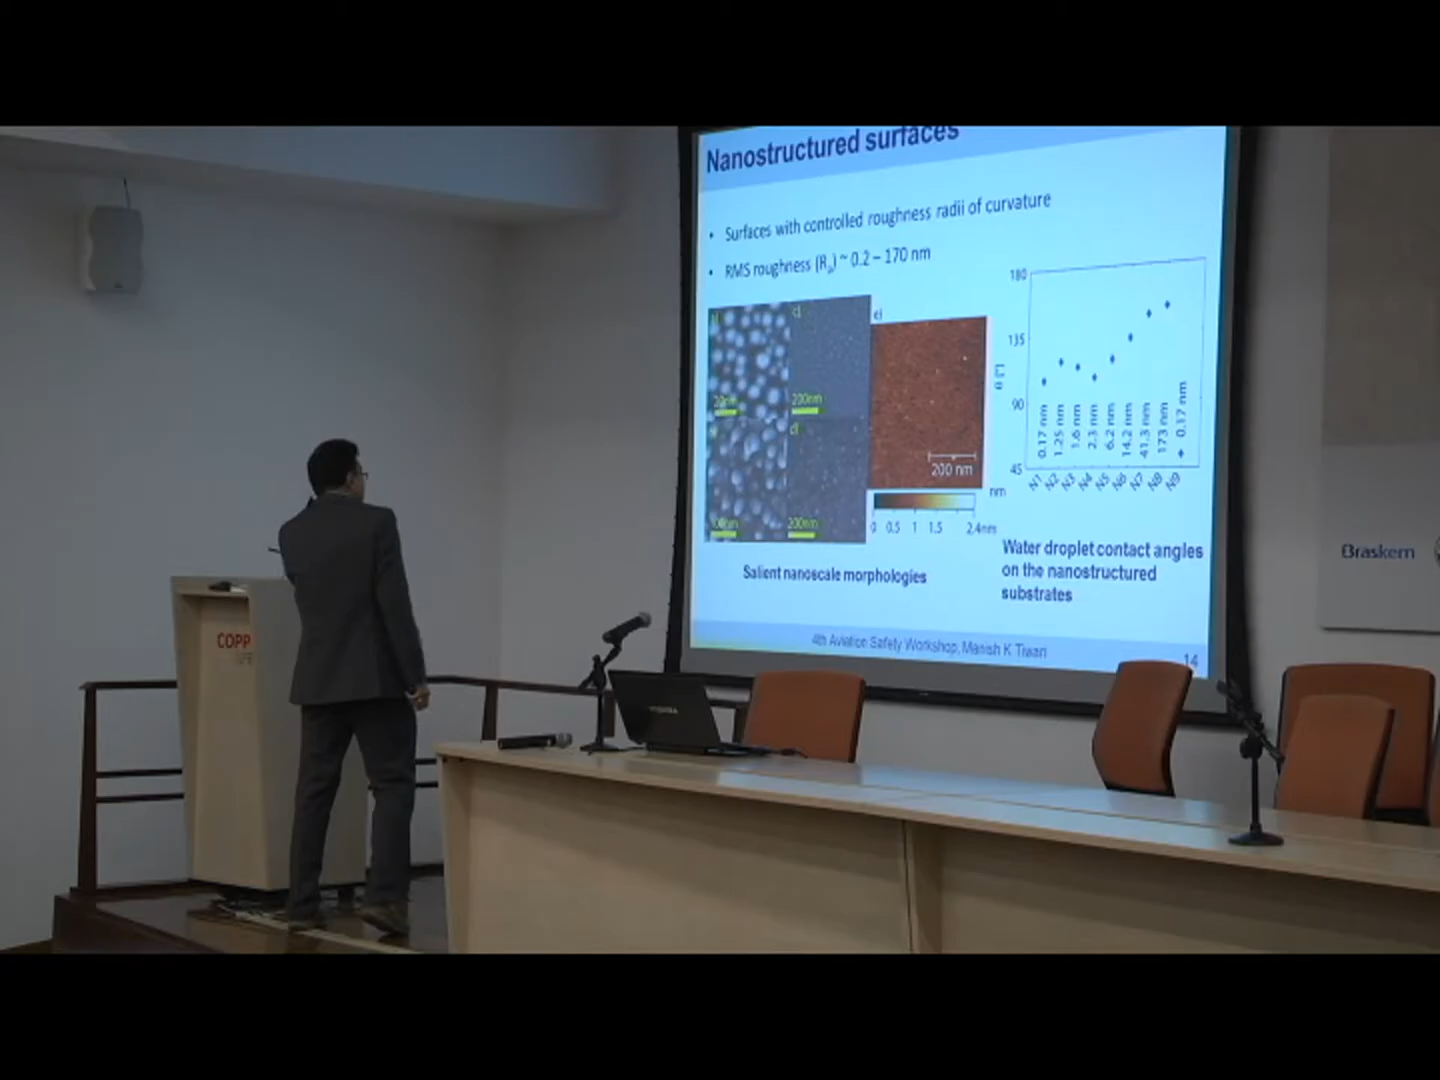 Nanostructured surfaces
• Surfaces with controlled roughness radii of curvature
• RMS roughness (Rₐ) ~ 0.2 – 170 nm
ci
200nm
200nm
ei
200 nm
nm
0 0.5 1 1.5 2.4nm
Salient nanoscale morphologies
180
135
90
45
θ (°)
0.17 nm
1.25 nm
1.6 nm
2.3 nm
6.2 nm
14.2 nm
41.3 nm
173 nm
0.17 nm
N1 N2 N3 N4 N5 N6 N7 N8 N9
Water droplet contact angles
on the nanostructured
substrates
4th Aviation Safety Workshop, Manish K Tiwari
14
COPP
Braskem
TOSHIBA